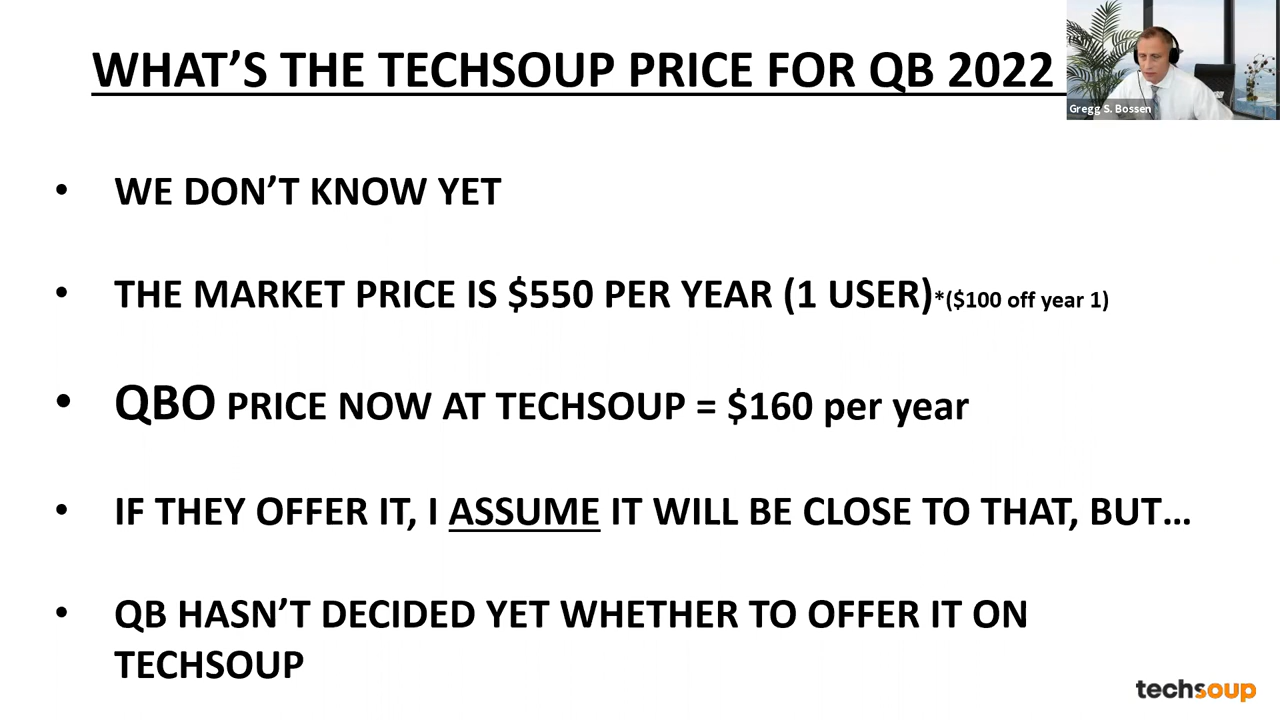 WHAT'S THE TECHSOUP PRICE FOR QB 2022
Gregg S. Bossen
• WE DON'T KNOW YET
• THE MARKET PRICE IS $550 PER YEAR (1 USER)*($100 off year 1)
• QBO PRICE NOW AT TECHSOUP = $160 per year
• IF THEY OFFER IT, I ASSUME IT WILL BE CLOSE TO THAT, BUT...
• QB HASN'T DECIDED YET WHETHER TO OFFER IT ON
TECHSOUP
techsoup